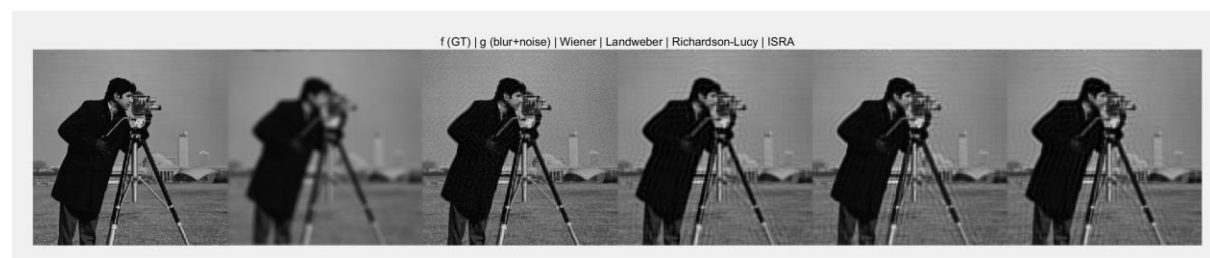 f (GT) | g (blur+noise) | Wiener | Landweber | Richardson-Lucy | ISRA